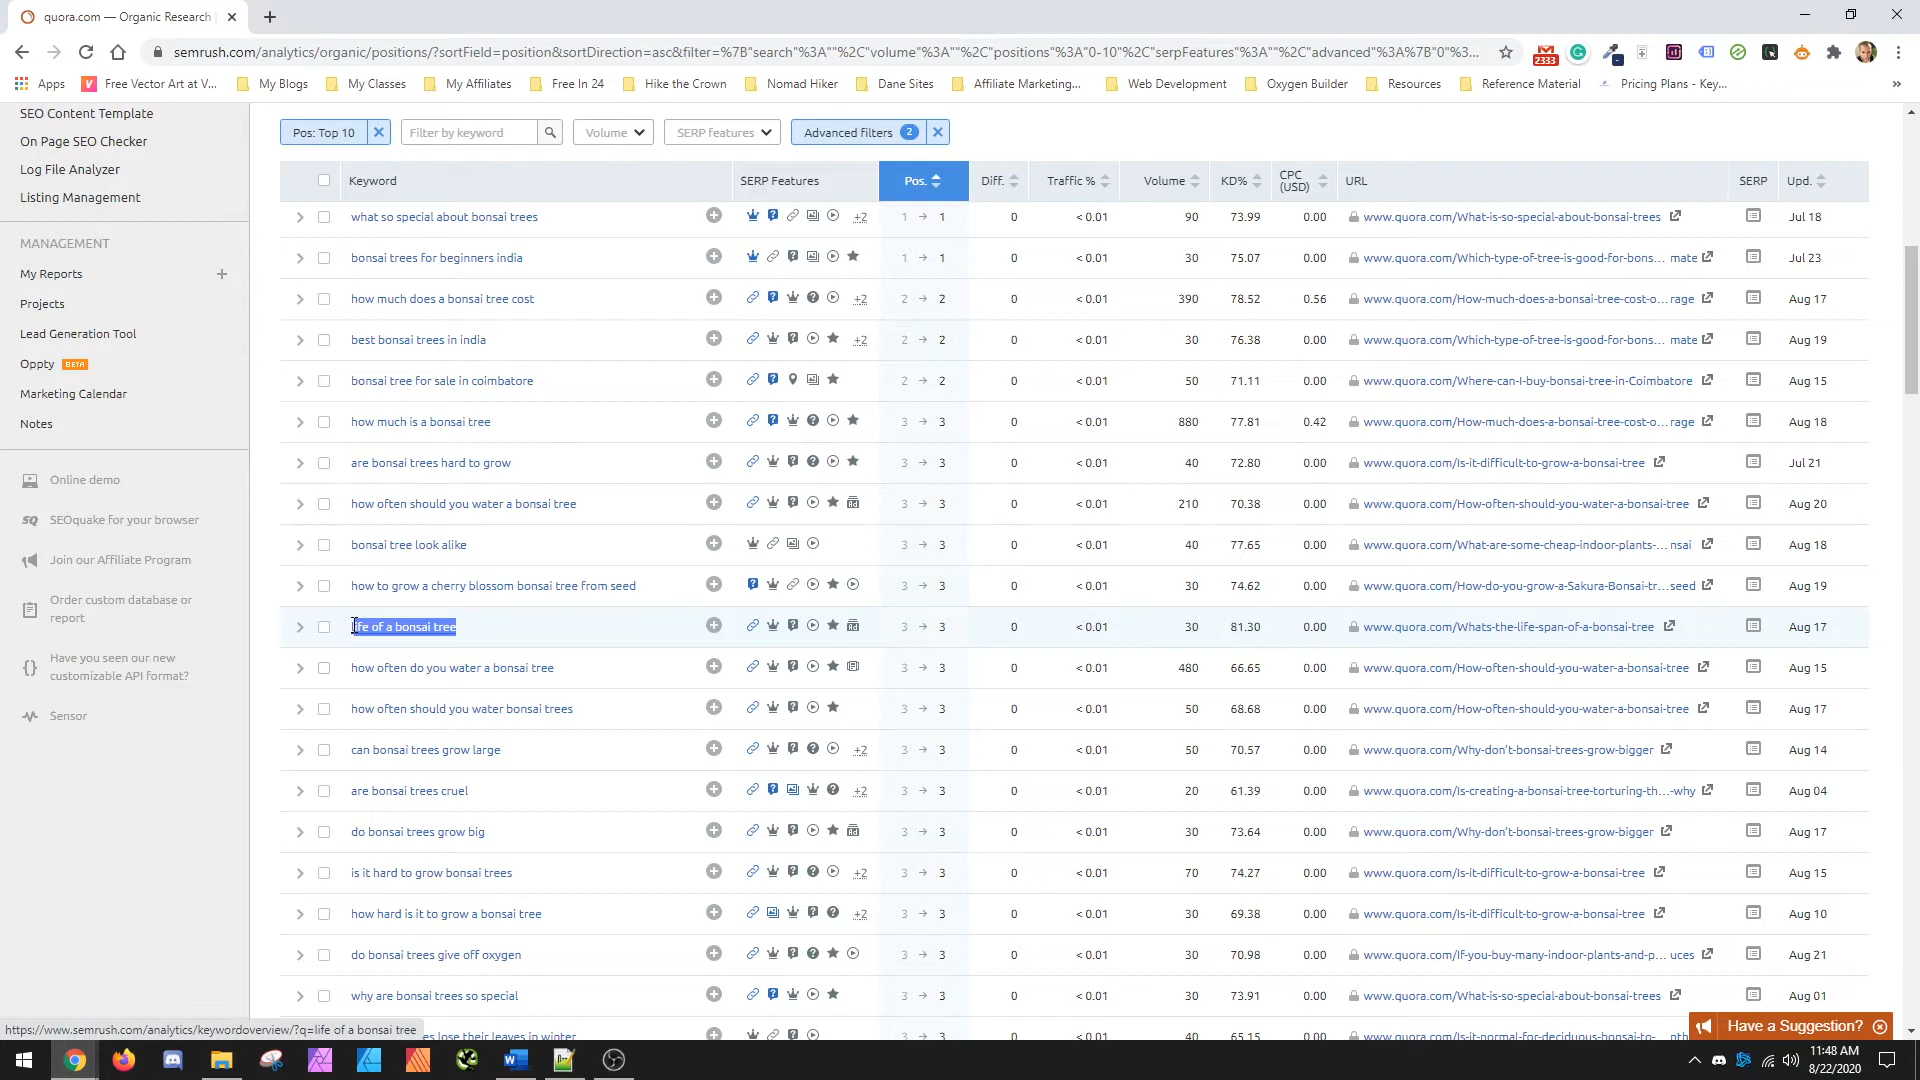 quora.com — Organic Research
semrush.com/analytics/organic/positions/?sortField=position&sortDirection=asc&filter=%7B"search"%3A""%2C"volume"%3A""%2C"positions"%3A"0-10"%2C"serpFeatures"%3A""%2C"advanced"%3A%7B"0"%3...
2333
Apps Free Vector Art at V... My Blogs My Classes My Affiliates Free In 24 Hike the Crown Nomad Hiker Dane Sites Affiliate Marketing... Web Development Oxygen Builder Resources Reference Material Pricing Plans - Key... »
SEO Content Template
On Page SEO Checker
Log File Analyzer
Listing Management
MANAGEMENT
My Reports +
Projects
Lead Generation Tool
Oppty BETA
Marketing Calendar
Notes
Online demo
SEOquake for your browser
Join our Affiliate Program
Order custom database or
report
Have you seen our new
customizable API format?
Sensor
Pos: Top 10 Filter by keyword Volume SERP features Advanced filters 2
Keyword SERP Features Pos. Diff. Traffic % Volume KD% CPC (USD) URL SERP Upd.
what so special about bonsai trees +2 1 → 1 0 < 0.01 90 73.99 0.00 www.quora.com/What-is-so-special-about-bonsai-trees Jul 18
bonsai trees for beginners india 1 → 1 0 < 0.01 30 75.07 0.00 www.quora.com/Which-type-of-tree-is-good-for-bons... mate Jul 23
how much does a bonsai tree cost +2 2 → 2 0 < 0.01 390 78.52 0.56 www.quora.com/How-much-does-a-bonsai-tree-cost-o... rage Aug 17
best bonsai trees in india +2 2 → 2 0 < 0.01 30 76.38 0.00 www.quora.com/Which-type-of-tree-is-good-for-bons... mate Aug 19
bonsai tree for sale in coimbatore 2 → 2 0 < 0.01 50 71.11 0.00 www.quora.com/Where-can-I-buy-bonsai-tree-in-Coimbatore Aug 15
how much is a bonsai tree 3 → 3 0 < 0.01 880 77.81 0.42 www.quora.com/How-much-does-a-bonsai-tree-cost-o... rage Aug 18
are bonsai trees hard to grow 3 → 3 0 < 0.01 40 72.80 0.00 www.quora.com/Is-it-difficult-to-grow-a-bonsai-tree Jul 21
how often should you water a bonsai tree 3 → 3 0 < 0.01 210 70.38 0.00 www.quora.com/How-often-should-you-water-a-bonsai-tree Aug 20
bonsai tree look alike 3 → 3 0 < 0.01 40 77.65 0.00 www.quora.com/What-are-some-cheap-indoor-plants-... nsai Aug 18
how to grow a cherry blossom bonsai tree from seed 3 → 3 0 < 0.01 30 74.62 0.00 www.quora.com/How-do-you-grow-a-Sakura-Bonsai-tr... seed Aug 19
life of a bonsai tree 3 → 3 0 < 0.01 30 81.30 0.00 www.quora.com/Whats-the-life-span-of-a-bonsai-tree Aug 17
how often do you water a bonsai tree 3 → 3 0 < 0.01 480 66.65 0.00 www.quora.com/How-often-should-you-water-a-bonsai-tree Aug 15
how often should you water bonsai trees 3 → 3 0 < 0.01 50 68.68 0.00 www.quora.com/How-often-should-you-water-a-bonsai-tree Aug 17
can bonsai trees grow large +2 3 → 3 0 < 0.01 50 70.57 0.00 www.quora.com/Why-don't-bonsai-trees-grow-bigger Aug 14
are bonsai trees cruel +2 3 → 3 0 < 0.01 20 61.39 0.00 www.quora.com/Is-creating-a-bonsai-tree-torturing-th...-why Aug 04
do bonsai trees grow big 3 → 3 0 < 0.01 30 73.64 0.00 www.quora.com/Why-don't-bonsai-trees-grow-bigger Aug 17
is it hard to grow bonsai trees +2 3 → 3 0 < 0.01 70 74.27 0.00 www.quora.com/Is-it-difficult-to-grow-a-bonsai-tree Aug 15
how hard is it to grow a bonsai tree +2 3 → 3 0 < 0.01 30 69.38 0.00 www.quora.com/Is-it-difficult-to-grow-a-bonsai-tree Aug 10
do bonsai trees give off oxygen 3 → 3 0 < 0.01 30 70.98 0.00 www.quora.com/If-you-buy-many-indoor-plants-and-p... uces Aug 21
why are bonsai trees so special 3 → 3 0 < 0.01 30 73.91 0.00 www.quora.com/What-is-so-special-about-bonsai-trees Aug 01
es lose their leaves in winter 3 → 3 0 < 0.01 40 65.15 0.00 www.quora.com/Is-it-normal-for-deciduous-bonsai-to-
https://www.semrush.com/analytics/keywordoverview/?q=life of a bonsai tree
Have a Suggestion?
11:48 AM
8/22/2020